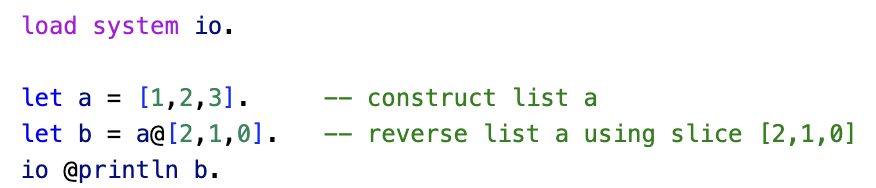 load system io.
let a = [1,2,3].     -- construct list a
let b = a@[2,1,0].   -- reverse list a using slice [2,1,0]
io @println b.